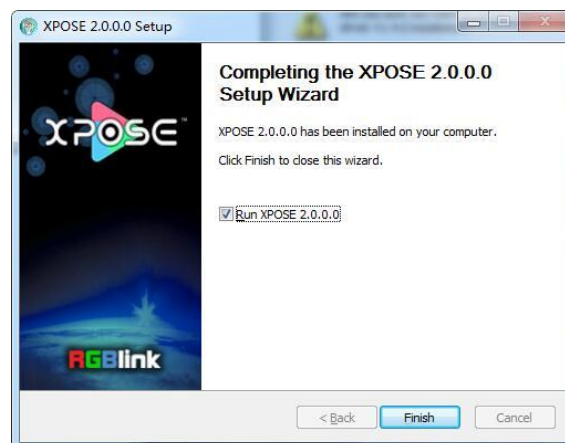 XPOSE 2.0.0.0 Setup
XPOSE™
RGBlink
Completing the XPOSE 2.0.0.0
Setup Wizard
XPOSE 2.0.0.0 has been installed on your computer.
Click Finish to close this wizard.
Run XPOSE 2.0.0.0
< Back
Finish
Cancel